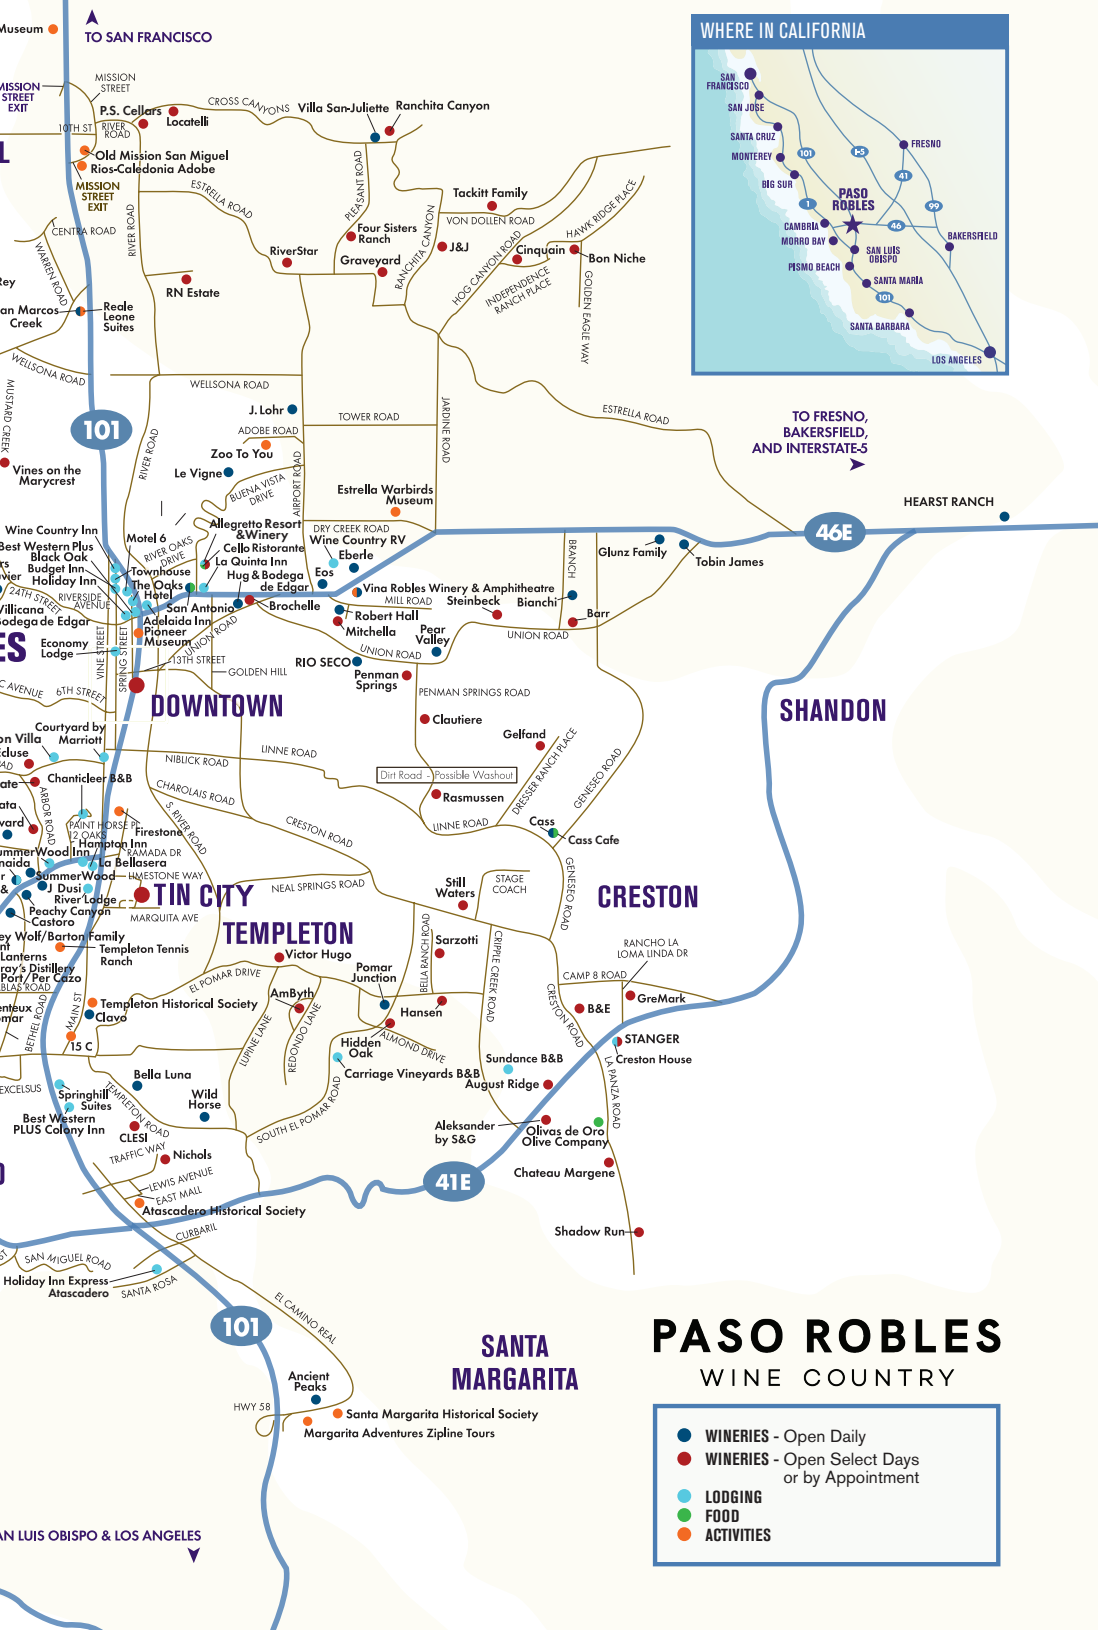 Museum
TO SAN FRANCISCO
WHERE IN CALIFORNIA
SAN
FRANCISCO
SAN JOSE
SANTA CRUZ
MONTEREY
BIG SUR
101
I-5
FRESNO
41
99
1
PASO
ROBLES
CAMBRIA
46
MORRO BAY
SAN LUIS
OBISPO
BAKERSFIELD
PISMO BEACH
SANTA MARIA
101
SANTA BARBARA
LOS ANGELES
MISSION
STREET
EXIT
MISSION
STREET
P.S. Cellars
Locatelli
CROSS CANYONS
Villa San-Juliette
Ranchita Canyon
10TH ST
RIVER
ROAD
L
Old Mission San Miguel
Rios-Caledonia Adobe
MISSION
STREET
EXIT
ESTRELLA ROAD
RIVER ROAD
PLEASANT ROAD
Tackitt Family
VON DOLLEN ROAD
HAWK RIDGE PLACE
CENTRA ROAD
WARREN ROAD
Four Sisters
Ranch
RANCHITA CANYON
J&J
HOG CANYON ROAD
Cinquain
Bon Niche
RiverStar
Graveyard
INDEPENDENCE
RANCH PLACE
GOLDEN EAGLE WAY
RN Estate
Rey
an Marcos
Creek
Reale
Leone
Suites
WELLSONA ROAD
WELLSONA ROAD
MUSTARD CREEK
J. Lohr
TOWER ROAD
JARDINE ROAD
ESTRELLA ROAD
101
RIVER ROAD
ADOBE ROAD
Zoo To You
TO FRESNO,
BAKERSFIELD,
AND INTERSTATE-5
Vines on the
Marycrest
Le Vigne
BUENA VISTA
DRIVE
AIRPORT ROAD
Estrella Warbirds
Museum
HEARST RANCH
46E
Wine Country Inn
Motel 6
Allegretto Resort
&Winery
DRY CREEK ROAD
Wine Country RV
Best Western Plus
Black Oak
RIVER OAKS
DRIVE
Cello Ristorante
Eberle
BRANCH
Glunz Family
Tobin James
Budget Inn
Townhouse
La Quinta Inn
Holiday Inn
The Oaks
Hotel
Hug & Bodega
de Edgar
Eos
24TH STREET
RIVERSIDE
AVENUE
San Antonio
Brochelle
Vina Robles Winery & Amphitheatre
MILL ROAD
Steinbeck
Bianchi
Villicana
Bodega de Edgar
Adelaida Inn
Robert Hall
Barr
ES
Pioneer
Museum
UNION ROAD
Mitchella
Pear
Valley
UNION ROAD
Economy
Lodge
VINE STREET
SPRING STREET
13TH STREET
UNION ROAD
GOLDEN HILL
RIO SECO
Penman
Springs
C AVENUE
6TH STREET
PENMAN SPRINGS ROAD
DOWNTOWN
SHANDON
Clautiere
Gelfand
Courtyard by
Marriott
on Villa
NIBLICK ROAD
LINNE ROAD
Chanticleer B&B
CHAROLAIS ROAD
Dirt Road - Possible Washout
DRESSER RANCH PLACE
GENESEO ROAD
Rasmussen
ARBOR ROAD
S. RIVER ROAD
CRESTON ROAD
LINNE ROAD
Cass
Cass Cafe
PAINT HORSE PL
12 OAKS
Firestone
Hampton Inn
RAMADA DR
La Bellasera
ummerWood Inn
SummerWood
LIMESTONE WAY
J Dusi
River Lodge
TIN CITY
NEAL SPRINGS ROAD
Still
Waters
STAGE
COACH
GENESEO ROAD
CRESTON
Peachy Canyon
Castoro
MARQUITA AVE
TEMPLETON
ey Wolf/Barton Family
Lanterns
Templeton Tennis
Ranch
Victor Hugo
BELLA RANCH ROAD
Sarzotti
CRIPPLE CREEK ROAD
RANCHO LA
LOMA LINDA DR
ray's Distillery
Port/Per Cazo
EL POMAR DRIVE
Pomar
Junction
CAMP 8 ROAD
BETHEL ROAD
MAIN ST
Templeton Historical Society
AmByth
Hansen
CRESTON ROAD
GreMark
B&E
Clavo
15 C
LUPINE LANE
REDONDO LANE
Hidden
Oak
ALMOND DRIVE
STANGER
Creston House
EXCELSUS
Bella Luna
Carriage Vineyards B&B
Sundance B&B
August Ridge
LA PANZA ROAD
Springhill
Suites
TEMPLETON ROAD
Wild
Horse
SOUTH EL POMAR ROAD
Best Western
PLUS Colony Inn
CLESI
Aleksander
by S&G
Olivas de Oro
Olive Company
TRAFFIC WAY
Nichols
Chateau Margene
LEWIS AVENUE
EAST MALL
41E
Atascadero Historical Society
CURBARIL
Shadow Run
SAN MIGUEL ROAD
Holiday Inn Express
Atascadero
SANTA ROSA
101
EL CAMINO REAL
SANTA
MARGARITA
PASO ROBLES
WINE COUNTRY
Ancient
Peaks
HWY 58
Santa Margarita Historical Society
Margarita Adventures Zipline Tours
WINERIES - Open Daily
WINERIES - Open Select Days
or by Appointment
LODGING
FOOD
ACTIVITIES
AN LUIS OBISPO & LOS ANGELES